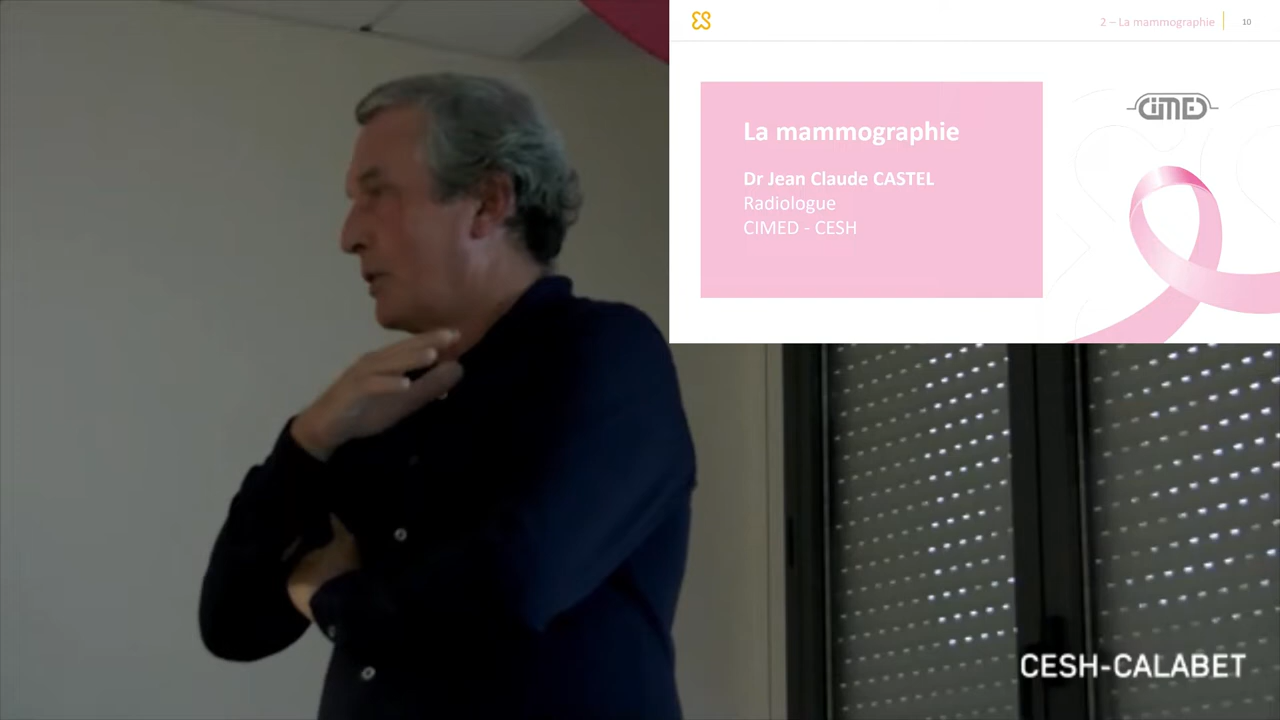 2 – La mammographie
10
CIMED
La mammographie
Dr Jean Claude CASTEL
Radiologue
CIMED - CESH
CESH-CALABET